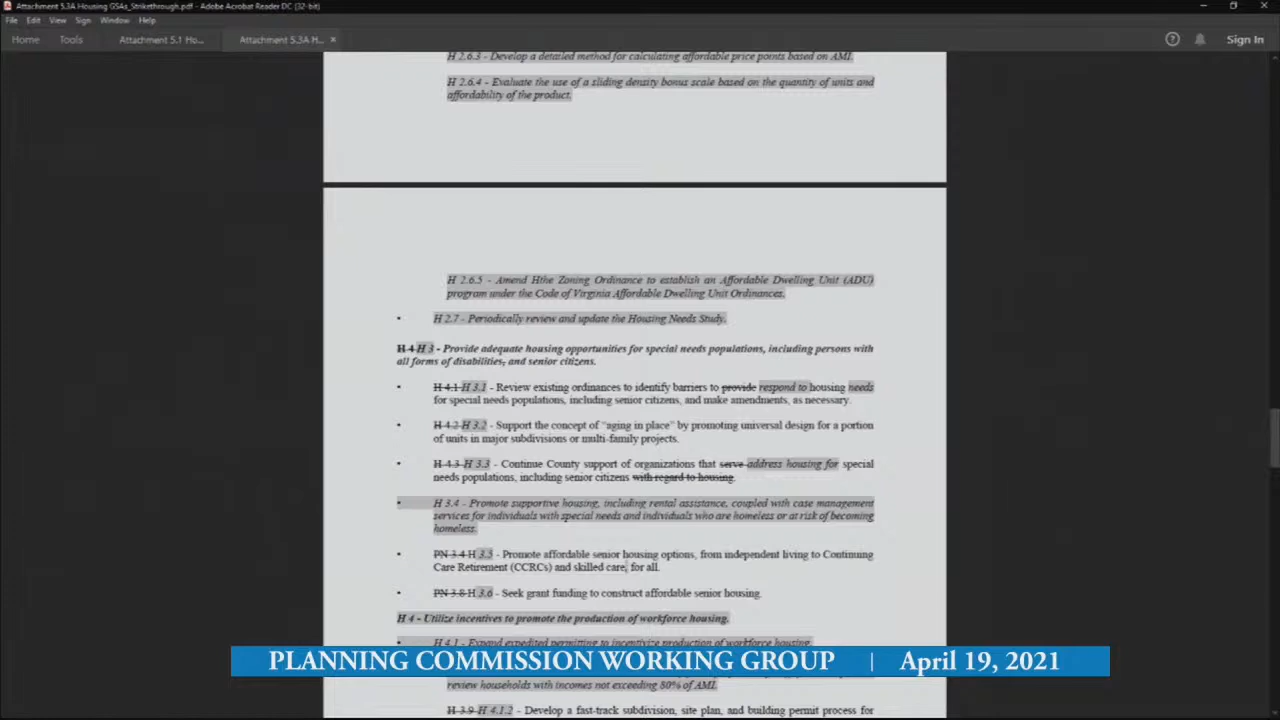 Attachment 5.3A Housing GSAs_Strikethrough.pdf - Adobe Acrobat Reader DC (32-bit)
File Edit View Sign Window Help
Home Tools Attachment 5.1 Ho... Attachment 5.3A H... × Sign In
H 2.6.3 - Develop a detailed method for calculating affordable price points based on AMI.
H 2.6.4 - Evaluate the use of a sliding density bonus scale based on the quantity of units and
affordability of the product.
H 2.6.5 - Amend Hthe Zoning Ordinance to establish an Affordable Dwelling Unit (ADU)
program under the Code of Virginia Affordable Dwelling Unit Ordinances.
• H 2.7 - Periodically review and update the Housing Needs Study.
H 4 H 3 - Provide adequate housing opportunities for special needs populations, including persons with
all forms of disabilities, and senior citizens.
• H 4.1 H 3.1 - Review existing ordinances to identify barriers to provide respond to housing needs
for special needs populations, including senior citizens, and make amendments, as necessary.
• H 4.2 H 3.2 - Support the concept of "aging in place" by promoting universal design for a portion
of units in major subdivisions or multi-family projects.
• H 4.3 H 3.3 - Continue County support of organizations that serve address housing for special
needs populations, including senior citizens with regard to housing.
• H 3.4 - Promote supportive housing, including rental assistance, coupled with case management
services for individuals with special needs and individuals who are homeless or at risk of becoming
homeless.
• PN 3.4 H 3.5 - Promote affordable senior housing options, from independent living to Continuing
Care Retirement (CCRCs) and skilled care, for all.
• PN 3.8 H 3.6 - Seek grant funding to construct affordable senior housing.
H 4 - Utilize incentives to promote the production of workforce housing.
• H 4.1 - Expand expedited permitting to incentivize production of workforce housing.
PLANNING COMMISSION WORKING GROUP | April 19, 2021
review households with incomes not exceeding 80% of AMI.
H 3.9 H 4.1.2 - Develop a fast-track subdivision, site plan, and building permit process for